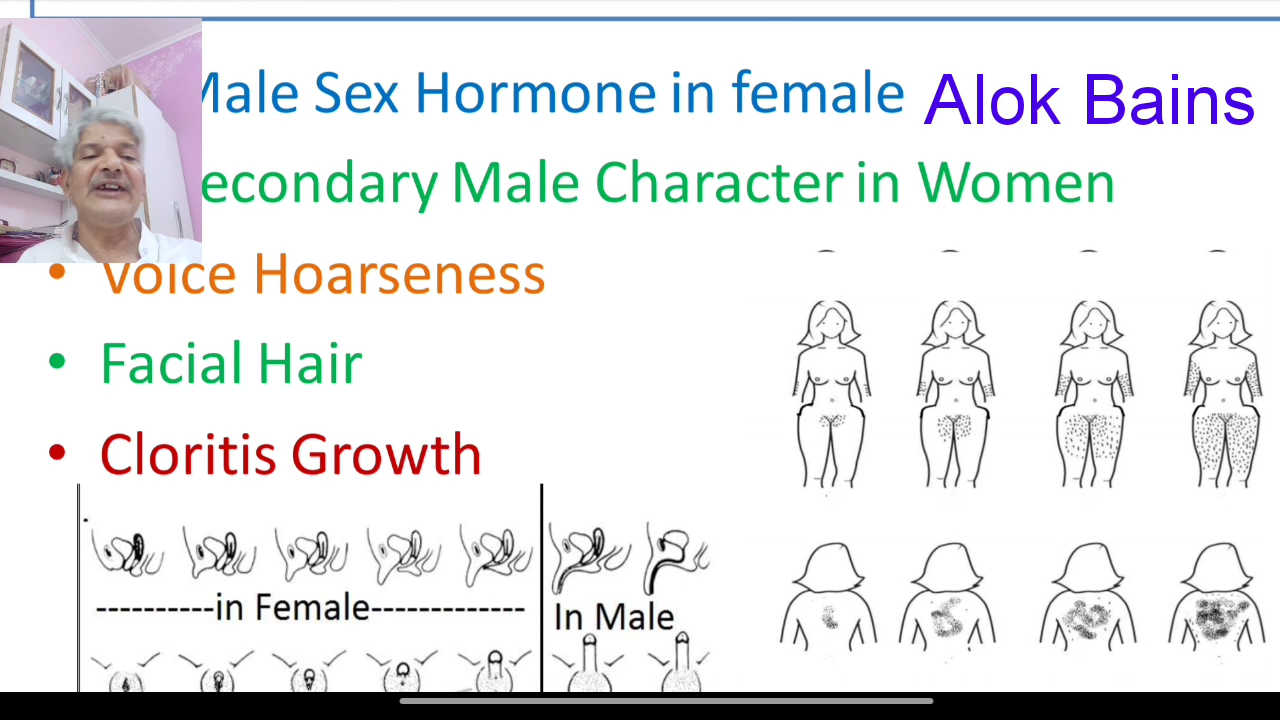 Male Sex Hormone in female Alok Bains
econdary Male Character in Women
• Voice Hoarseness
• Facial Hair
• Cloritis Growth
----------in Female-------------
In Male